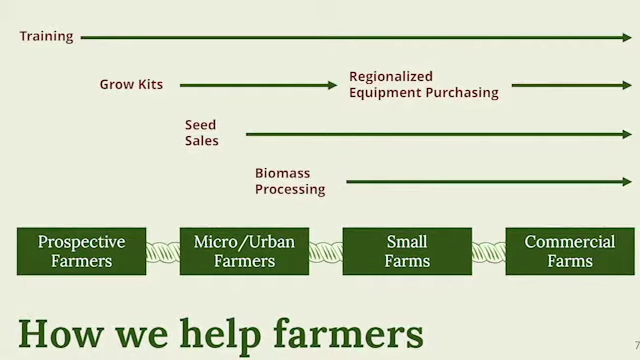 Training
Grow Kits
Regionalized
Equipment Purchasing
Seed
Sales
Biomass
Processing
Prospective
Farmers
Micro/Urban
Farmers
Small
Farms
Commercial
Farms
How we help farmers
7